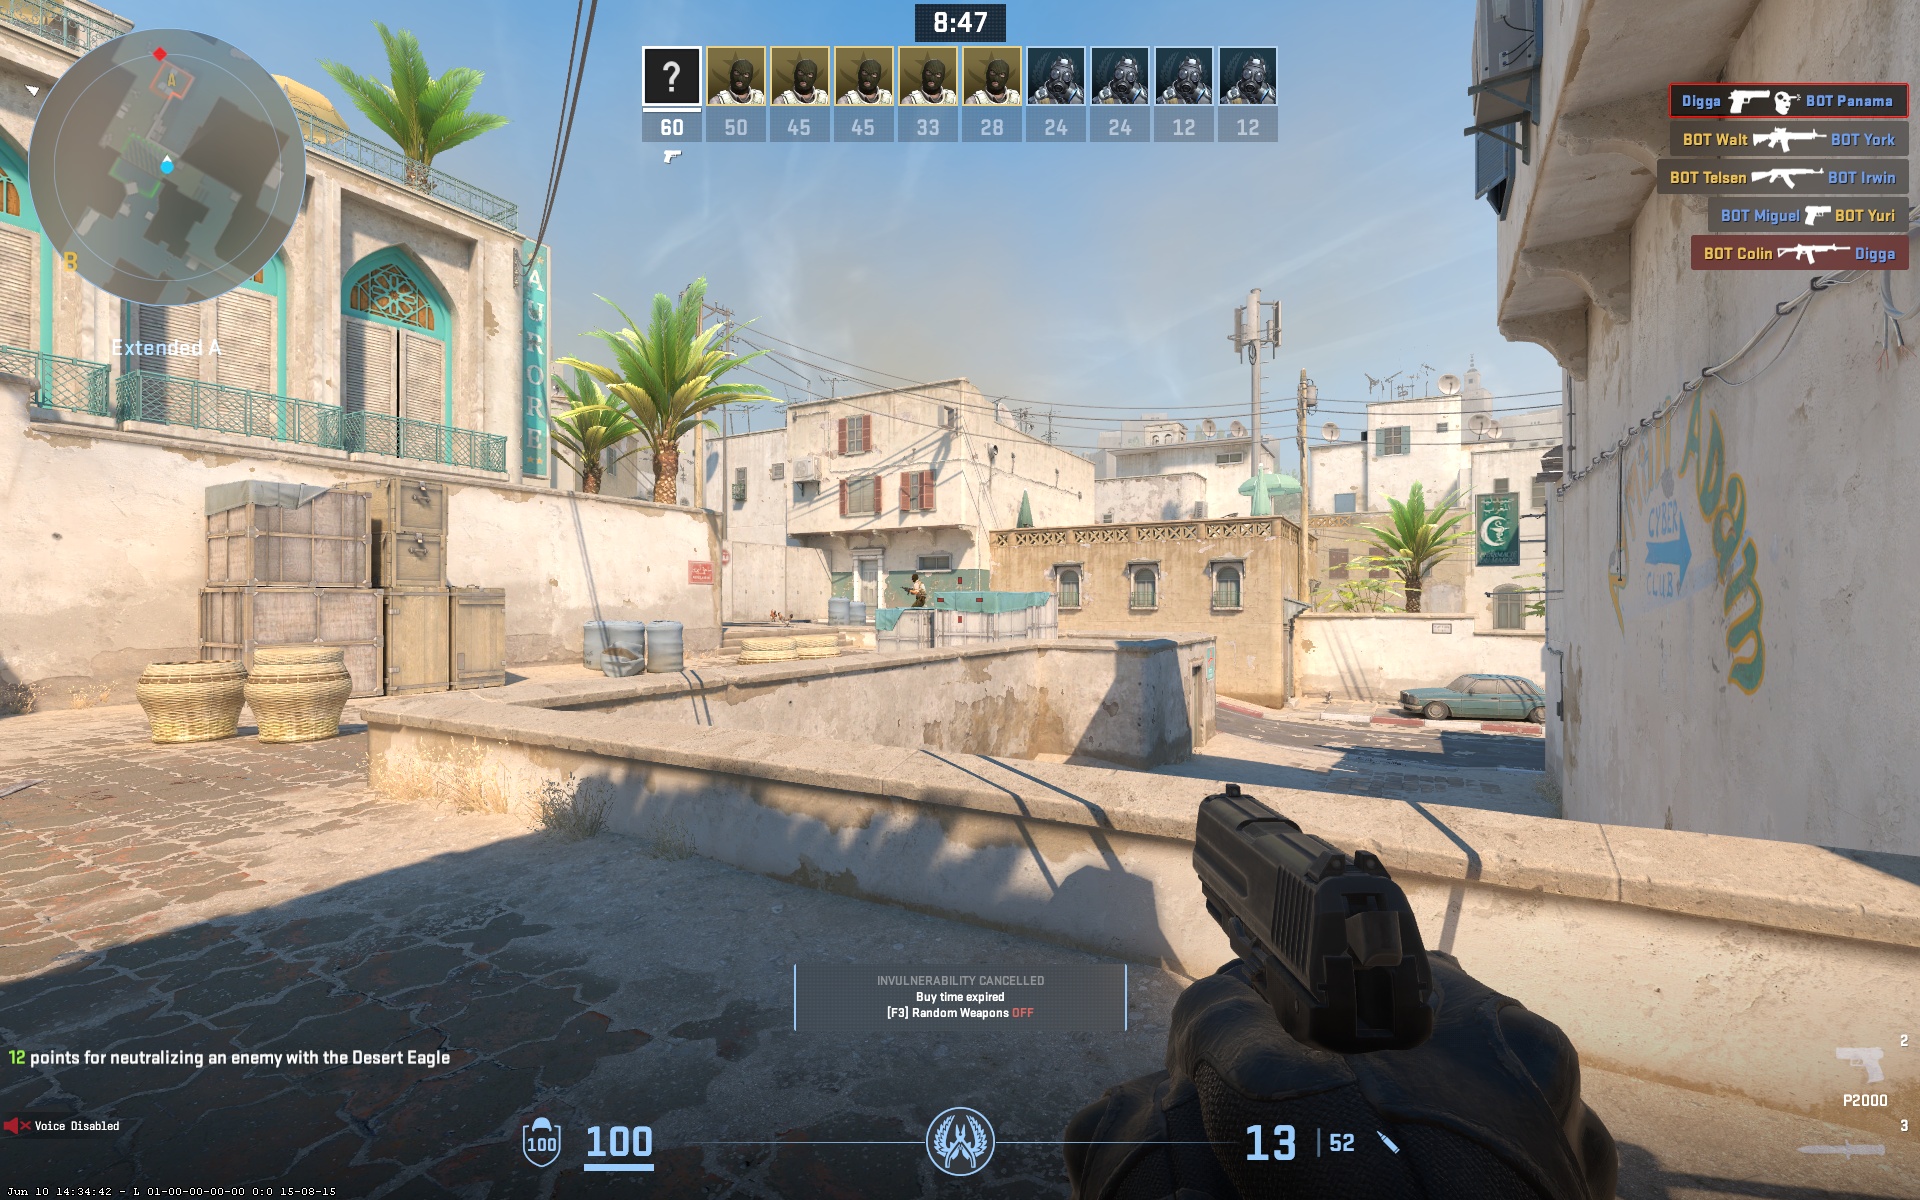 8:47
?
60 50 45 45 33 28 24 24 12 12
A
B
Extended A
Digga BOT Panama
BOT Walt BOT York
BOT Telsen BOT Irwin
BOT Miguel BOT Yuri
BOT Colin Digga
AURORE
CYBER
CLUB
Adam
INVULNERABILITY CANCELLED
Buy time expired
[F3] Random Weapons OFF
12 points for neutralizing an enemy with the Desert Eagle
Voice Disabled
100 100
13 | 52
2
P2000
3
Jun 10 14:34:42 - L 01-00-00-00-00 0:0 15-08-15